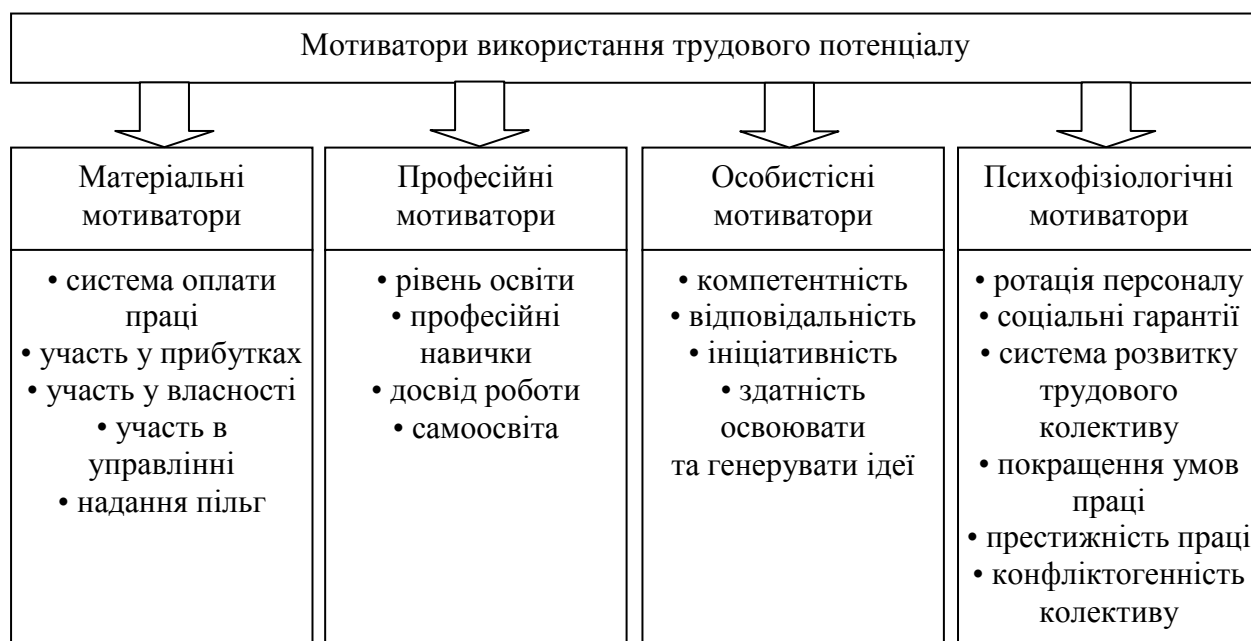 Мотиватори використання трудового потенціалу
Матеріальні
мотиватори
• система оплати
праці
• участь у прибутках
• участь у власності
• участь в
управлінні
• надання пільг
Професійні
мотиватори
• рівень освіти
• професійні
навички
• досвід роботи
• самоосвіта
Особистісні
мотиватори
• компетентність
• відповідальність
• ініціативність
• здатність
освоювати
та генерувати ідеї
Психофізіологічні
мотиватори
• ротація персоналу
• соціальні гарантії
• система розвитку
трудового
колективу
• покращення умов
праці
• престижність праці
• конфліктогенність
колективу